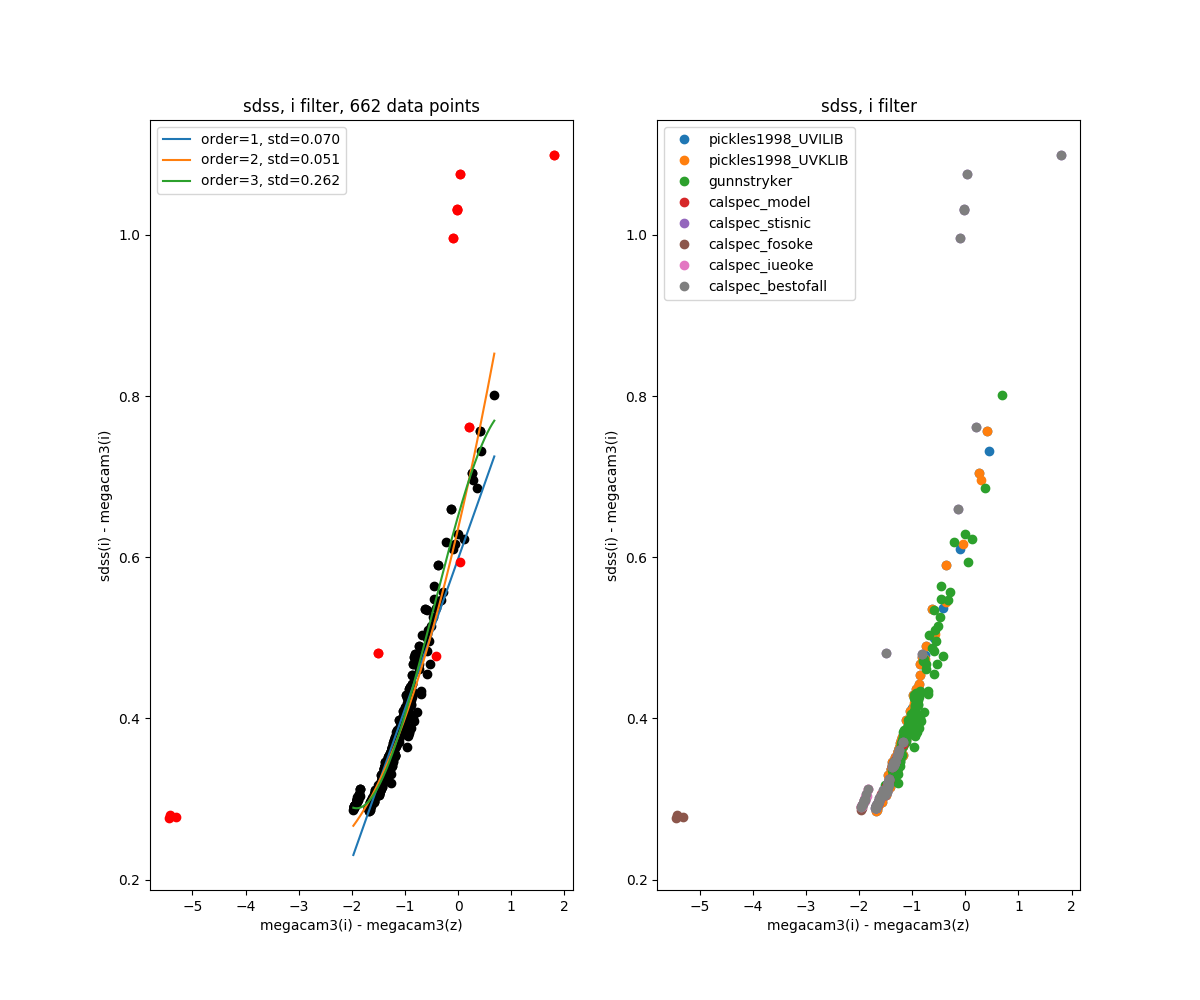 sdss, i filter, 662 data points
order=1, std=0.070
order=2, std=0.051
order=3, std=0.262
1.0
0.8
0.6
0.4
0.2
sdss(i) - megacam3(i)
−5 −4 −3 −2 −1 0 1 2
megacam3(i) - megacam3(z)
sdss, i filter
pickles1998_UVILIB
pickles1998_UVKLIB
gunnstryker
calspec_model
calspec_stisnic
calspec_fosoke
calspec_iueoke
calspec_bestofall
1.0
0.8
0.6
0.4
0.2
sdss(i) - megacam3(i)
−5 −4 −3 −2 −1 0 1 2
megacam3(i) - megacam3(z)